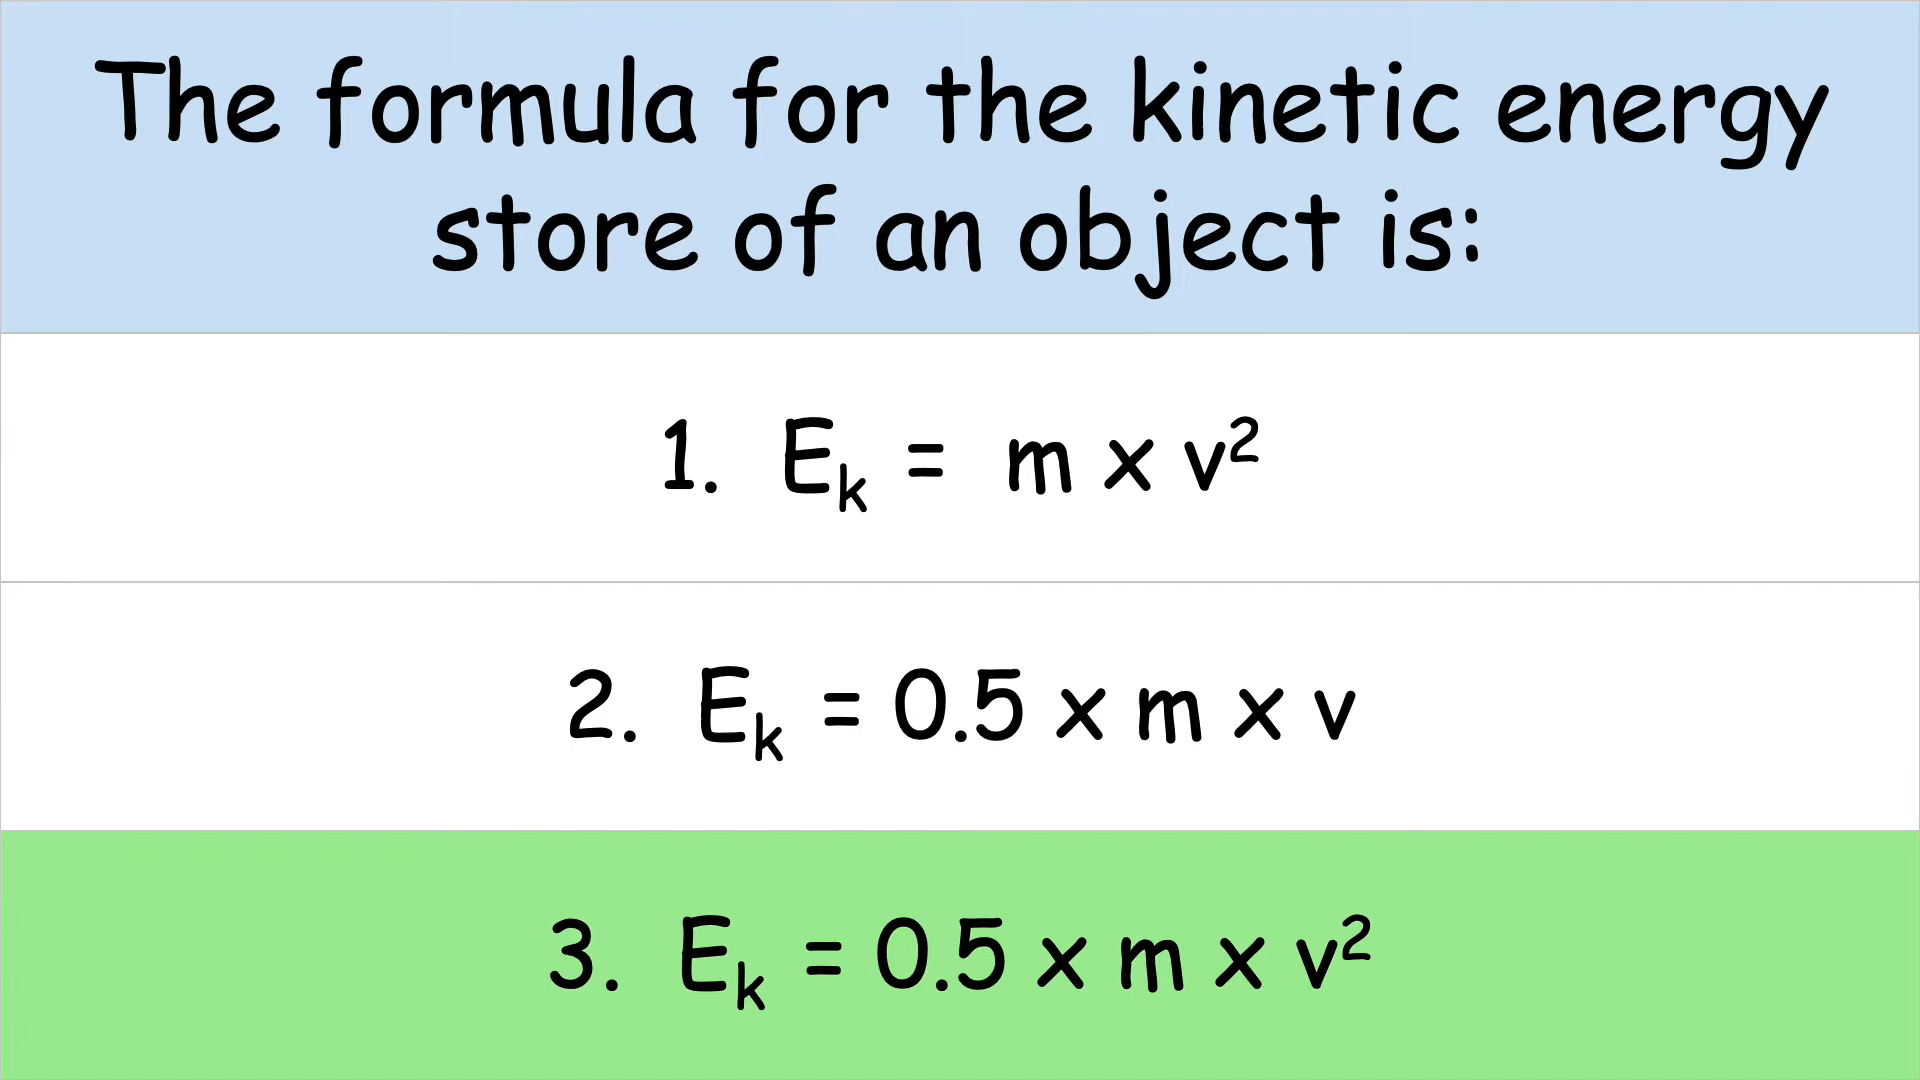 The formula for the kinetic energy
store of an object is:
1. Eₖ = m x v²
2. Eₖ = 0.5 x m x v
3. Eₖ = 0.5 x m x v²